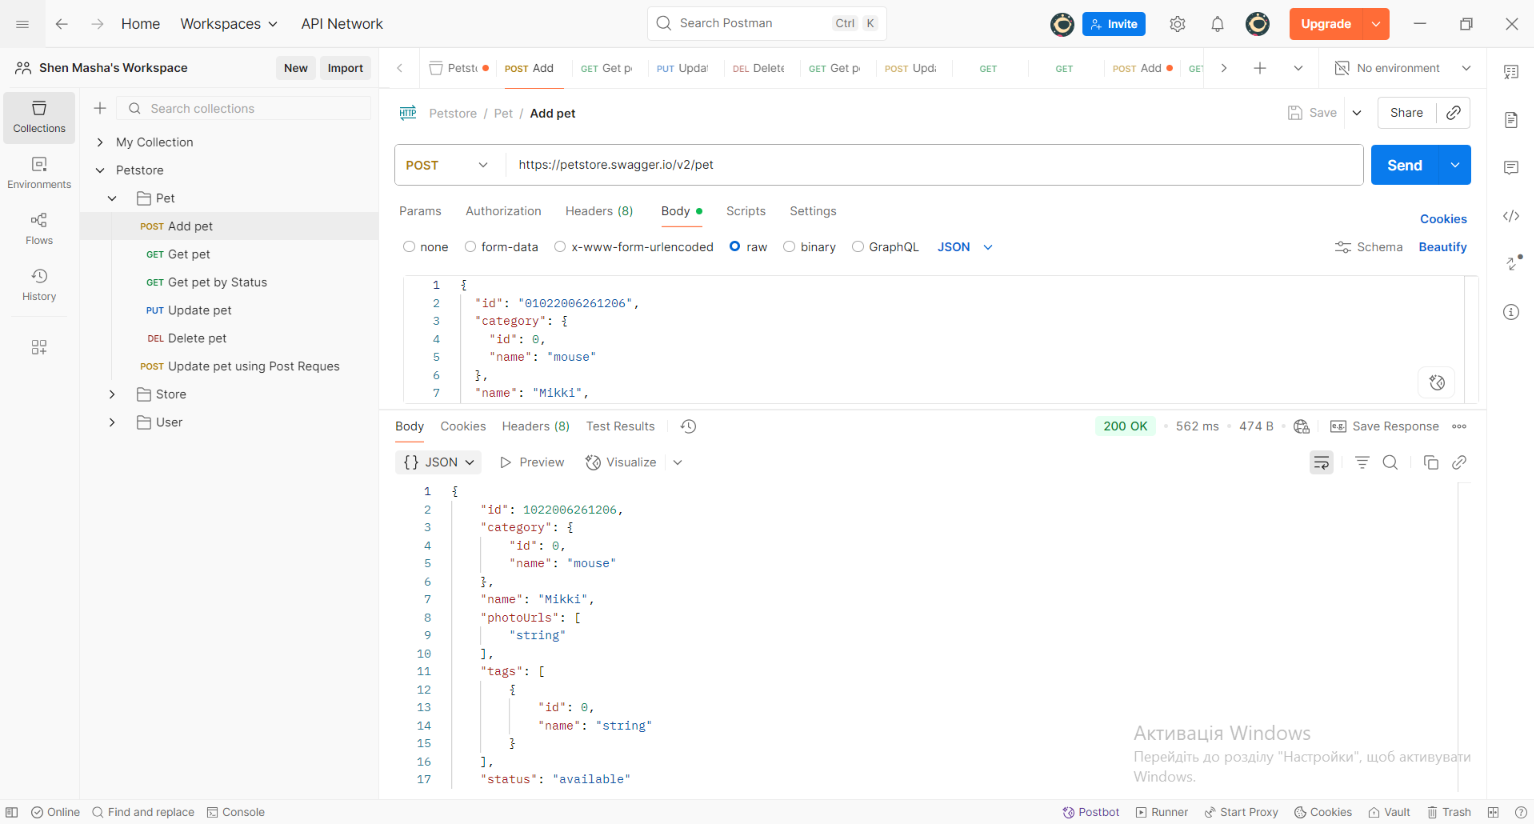 Home Workspaces API Network Search Postman Ctrl K Invite Upgrade
Shen Masha's Workspace New Import
Petst POST Add GET Get p PUT Upda DEL Delete GET Get p POST Upda GET GET POST Add GET No environment
Collections
Environments
Flows
History
Search collections
My Collection
Petstore
Pet
POST Add pet
GET Get pet
GET Get pet by Status
PUT Update pet
DEL Delete pet
POST Update pet using Post Reques
Store
User
HTTP Petstore / Pet / Add pet Save Share
POST https://petstore.swagger.io/v2/pet Send
Params Authorization Headers (8) Body Scripts Settings Cookies
none form-data x-www-form-urlencoded raw binary GraphQL JSON Schema Beautify
1 {
2 "id": "01022006261206",
3 "category": {
4 "id": 0,
5 "name": "mouse"
6 },
7 "name": "Mikki",
Body Cookies Headers (8) Test Results 200 OK 562 ms 474 B e.g. Save Response
{} JSON Preview Visualize
1 {
2 "id": 1022006261206,
3 "category": {
4 "id": 0,
5 "name": "mouse"
6 },
7 "name": "Mikki",
8 "photoUrls": [
9 "string"
10 ],
11 "tags": [
12 {
13 "id": 0,
14 "name": "string"
15 }
16 ],
17 "status": "available"
Активація Windows
Перейдіть до розділу "Настройки", щоб активувати
Windows.
Online Find and replace Console Postbot Runner Start Proxy Cookies Vault Trash